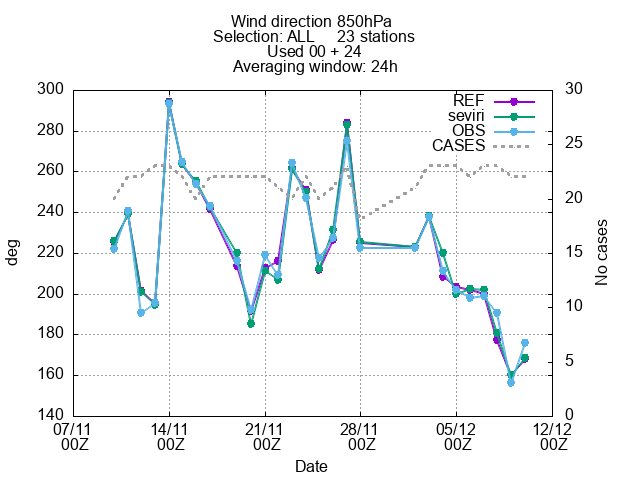 Wind direction 850hPa
Selection: ALL 23 stations
Used 00 + 24
Averaging window: 24h
300 30
REF
280 seviri
OBS 25
CASES
260
240 20
220 15
deg No cases
200 10
180
160 5
140 0
07/11 14/11 21/11 28/11 05/12 12/12
00Z 00Z 00Z 00Z 00Z 00Z
Date